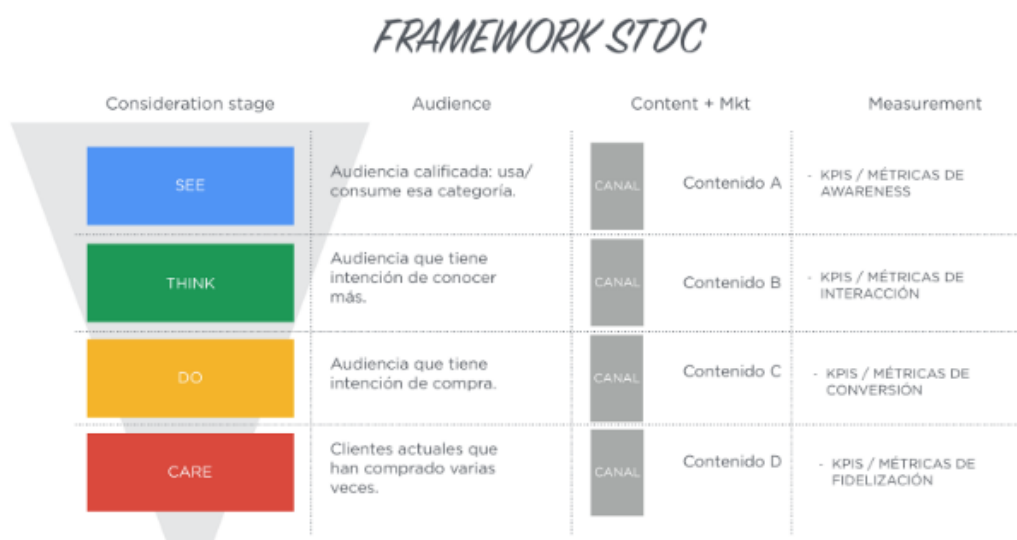 FRAMEWORK STDC
Consideration stage
Audience
Content + Mkt
Measurement
SEE
Audiencia calificada: usa/
consume esa categoría.
CANAL
Contenido A
- KPIS / MÉTRICAS DE
AWARENESS
THINK
Audiencia que tiene
intención de conocer
más.
CANAL
Contenido B
- KPIS / MÉTRICAS DE
INTERACCIÓN
DO
Audiencia que tiene
intención de compra.
CANAL
Contenido C
- KPIS / MÉTRICAS DE
CONVERSIÓN
CARE
Clientes actuales que
han comprado varias
veces.
CANAL
Contenido D
- KPIS / MÉTRICAS DE
FIDELIZACIÓN